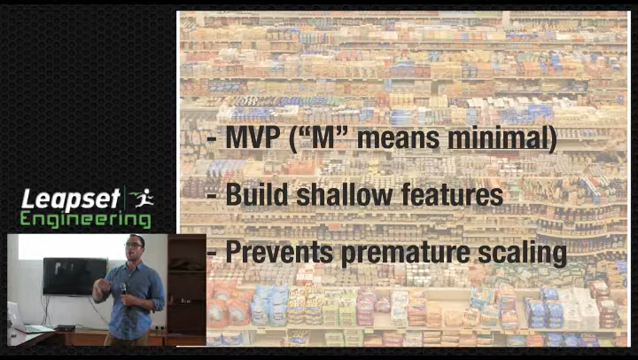 - MVP ("M" means minimal)
- Build shallow features
- Prevents premature scaling
Leapset
Engineering